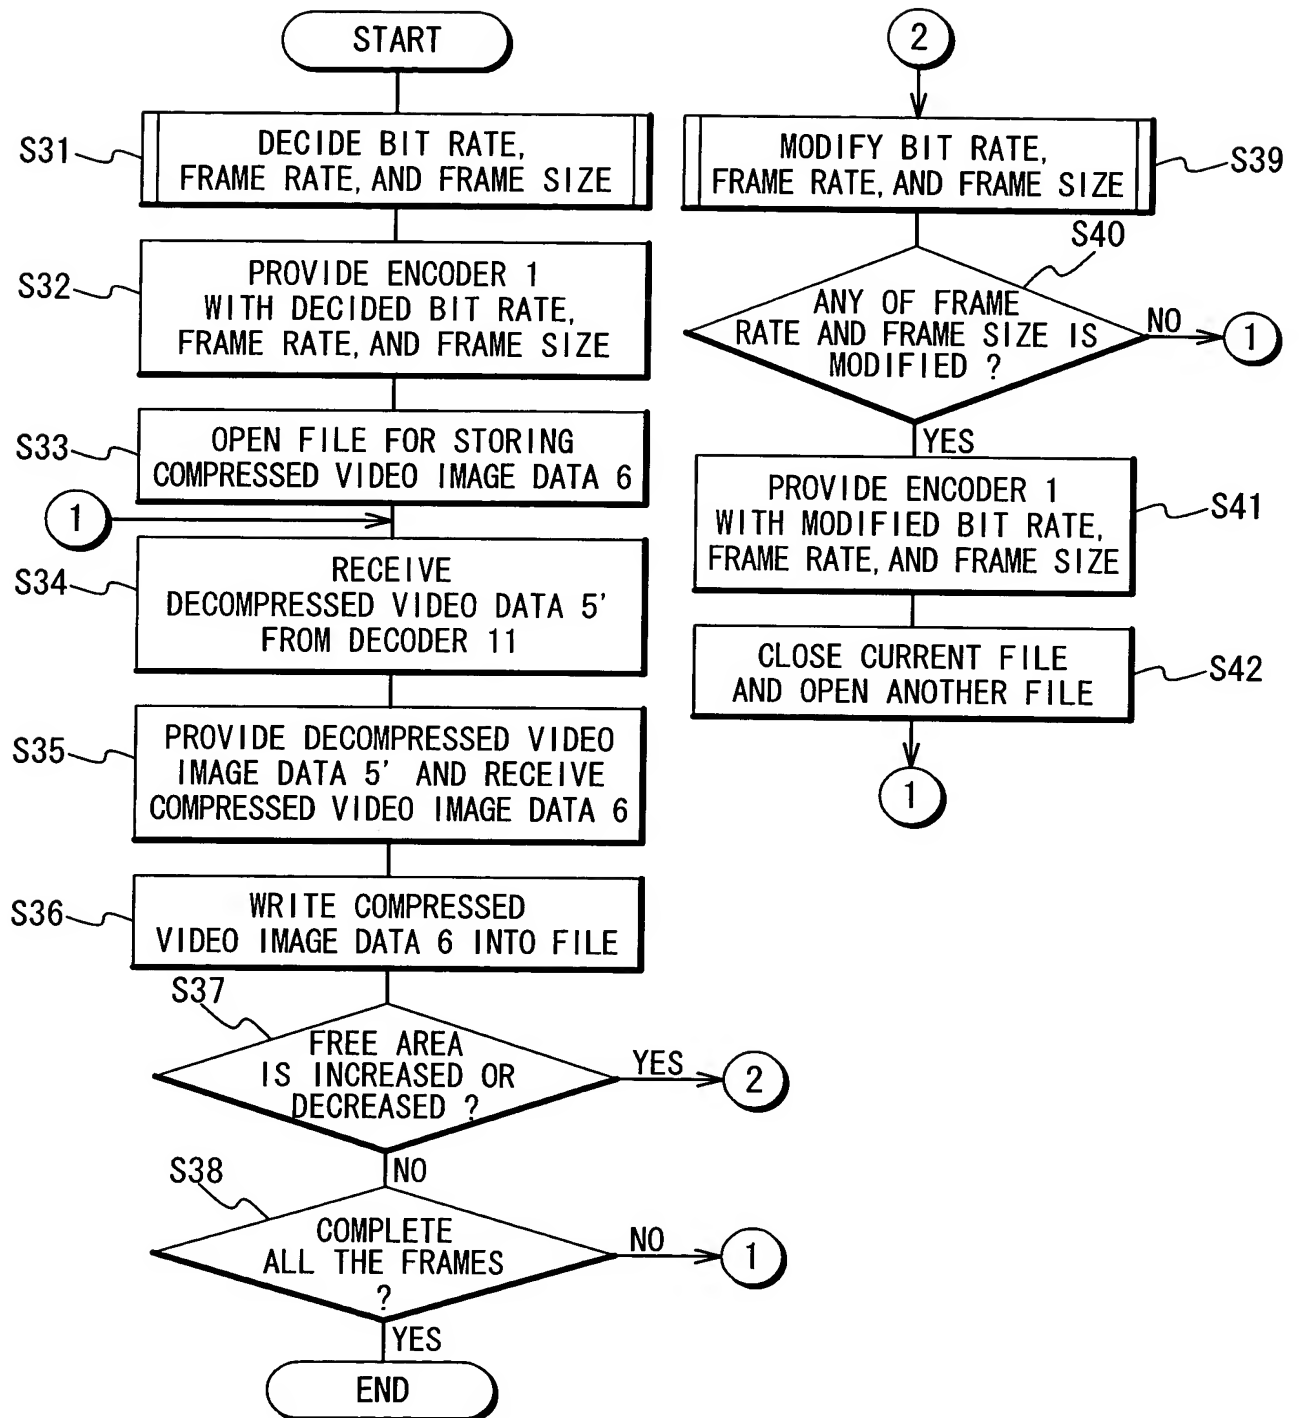 START
S31
DECIDE BIT RATE,
FRAME RATE, AND FRAME SIZE
S32
PROVIDE ENCODER 1
WITH DECIDED BIT RATE,
FRAME RATE, AND FRAME SIZE
S33
OPEN FILE FOR STORING
COMPRESSED VIDEO IMAGE DATA 6
1
S34
RECEIVE
DECOMPRESSED VIDEO DATA 5'
FROM DECODER 11
S35
PROVIDE DECOMPRESSED VIDEO
IMAGE DATA 5' AND RECEIVE
COMPRESSED VIDEO IMAGE DATA 6
S36
WRITE COMPRESSED
VIDEO IMAGE DATA 6 INTO FILE
S37
FREE AREA
IS INCREASED OR
DECREASED ?
YES
2
NO
S38
COMPLETE
ALL THE FRAMES
?
NO
1
YES
END
2
MODIFY BIT RATE,
FRAME RATE, AND FRAME SIZE
S39
S40
ANY OF FRAME
RATE AND FRAME SIZE IS
MODIFIED ?
NO
1
YES
PROVIDE ENCODER 1
WITH MODIFIED BIT RATE,
FRAME RATE, AND FRAME SIZE
S41
CLOSE CURRENT FILE
AND OPEN ANOTHER FILE
S42
1